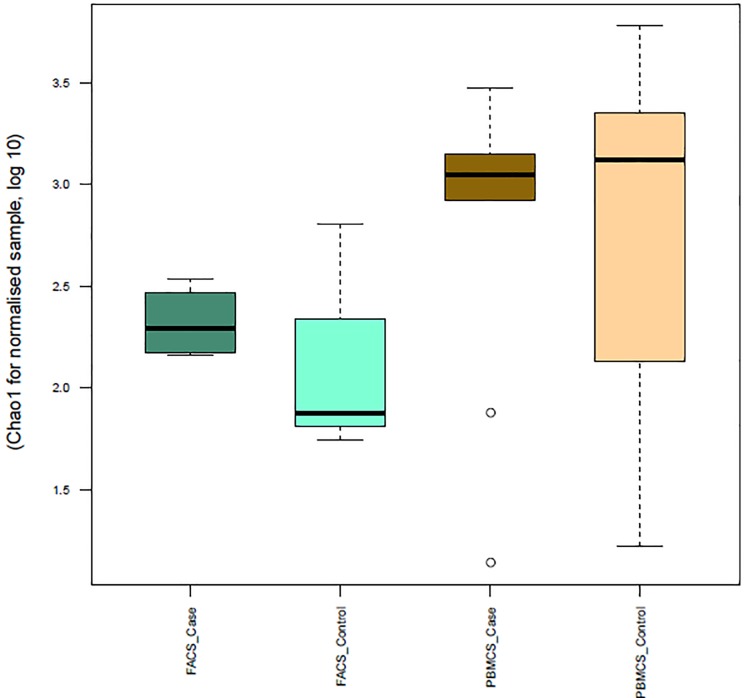 (Chao1 for normalised sample, log 10)
3.5
3.0
2.5
2.0
1.5
FACS_Case
FACS_Control
PBMCS_Case
PBMCS_Control